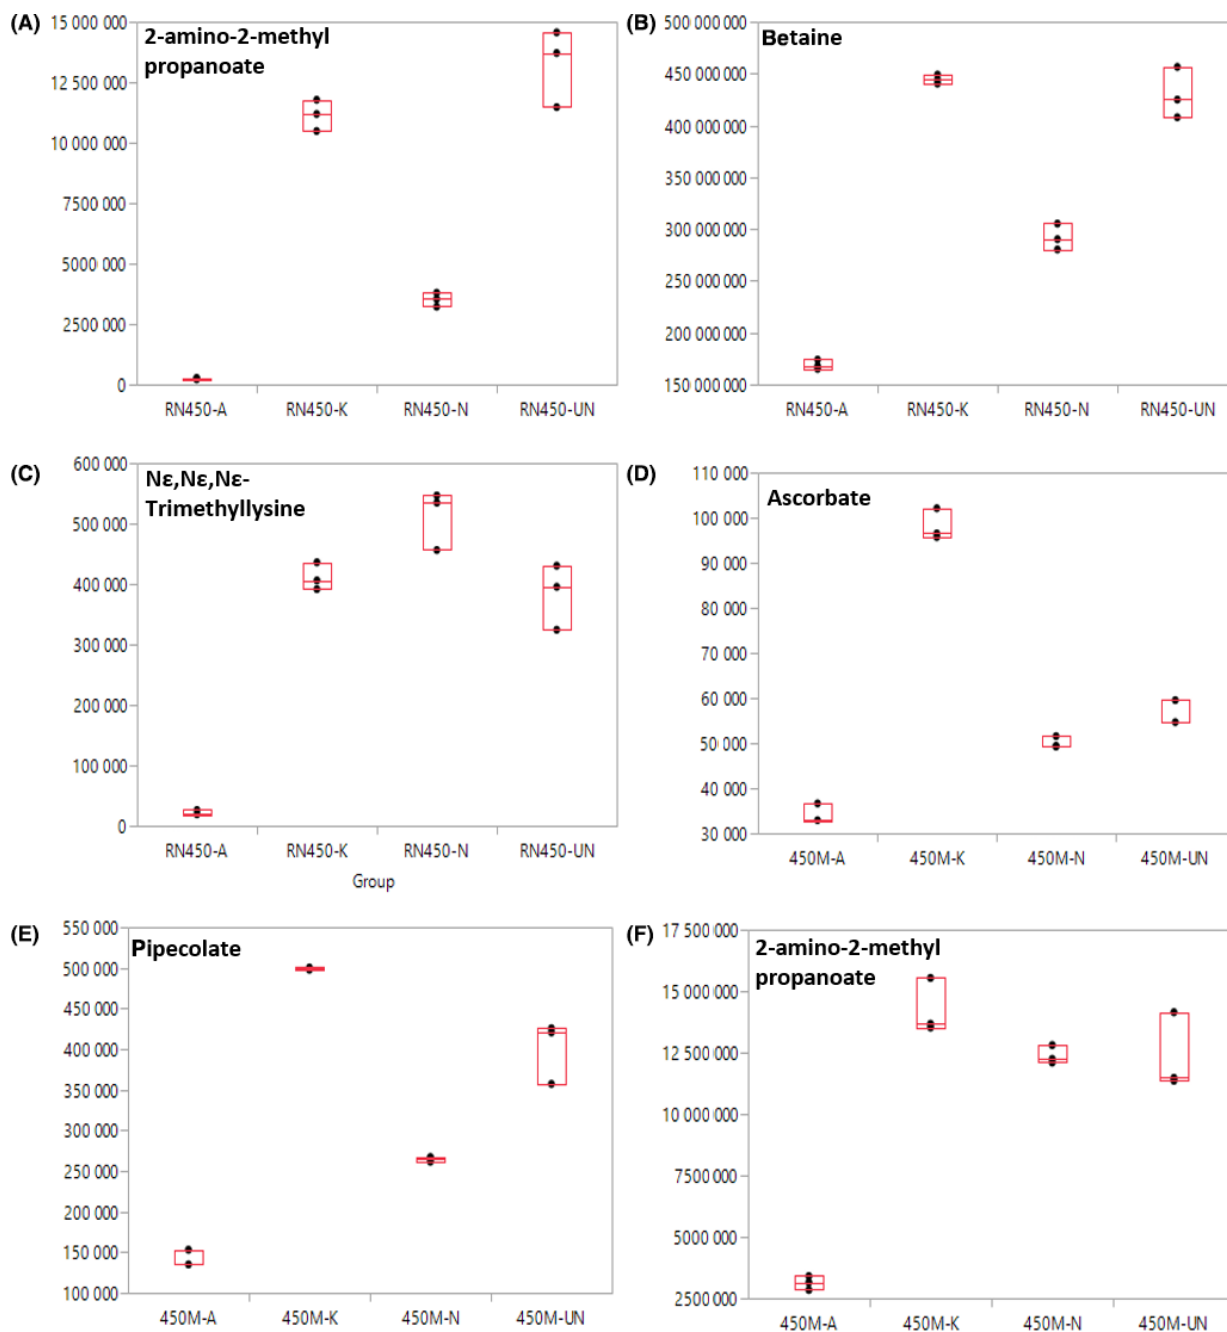 (A)
2-amino-2-methyl
propanoate
15 000 000
12 500 000
10 000 000
7500 000
5000 000
2500 000
0
RN450-A RN450-K RN450-N RN450-UN
(B)
Betaine
500 000 000
450 000 000
400 000 000
350 000 000
300 000 000
250 000 000
200 000 000
150 000 000
RN450-A RN450-K RN450-N RN450-UN
(C)
Nε,Nε,Nε-
Trimethyllysine
600 000
500 000
400 000
300 000
200 000
100 000
0
RN450-A RN450-K RN450-N RN450-UN
Group
(D)
Ascorbate
110 000
100 000
90 000
80 000
70 000
60 000
50 000
40 000
30 000
450M-A 450M-K 450M-N 450M-UN
(E)
Pipecolate
550 000
500 000
450 000
400 000
350 000
300 000
250 000
200 000
150 000
100 000
450M-A 450M-K 450M-N 450M-UN
(F)
2-amino-2-methyl
propanoate
17 500 000
15 000 000
12 500 000
10 000 000
7500 000
5000 000
2500 000
450M-A 450M-K 450M-N 450M-UN